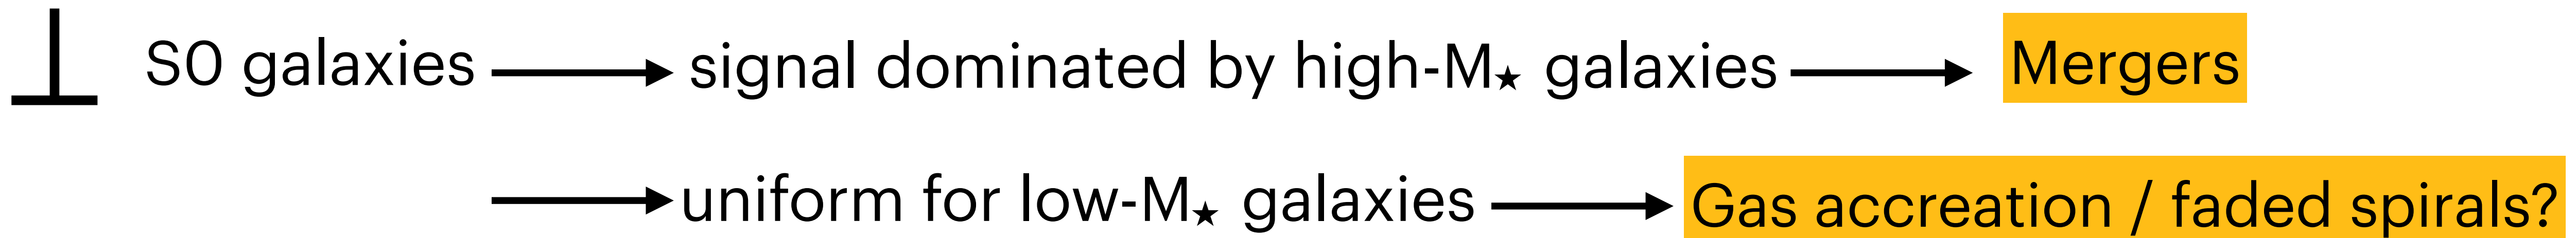 ⊥ S0 galaxies → signal dominated by high-M★ galaxies → Mergers
→ uniform for low-M★ galaxies → Gas accreation / faded spirals?